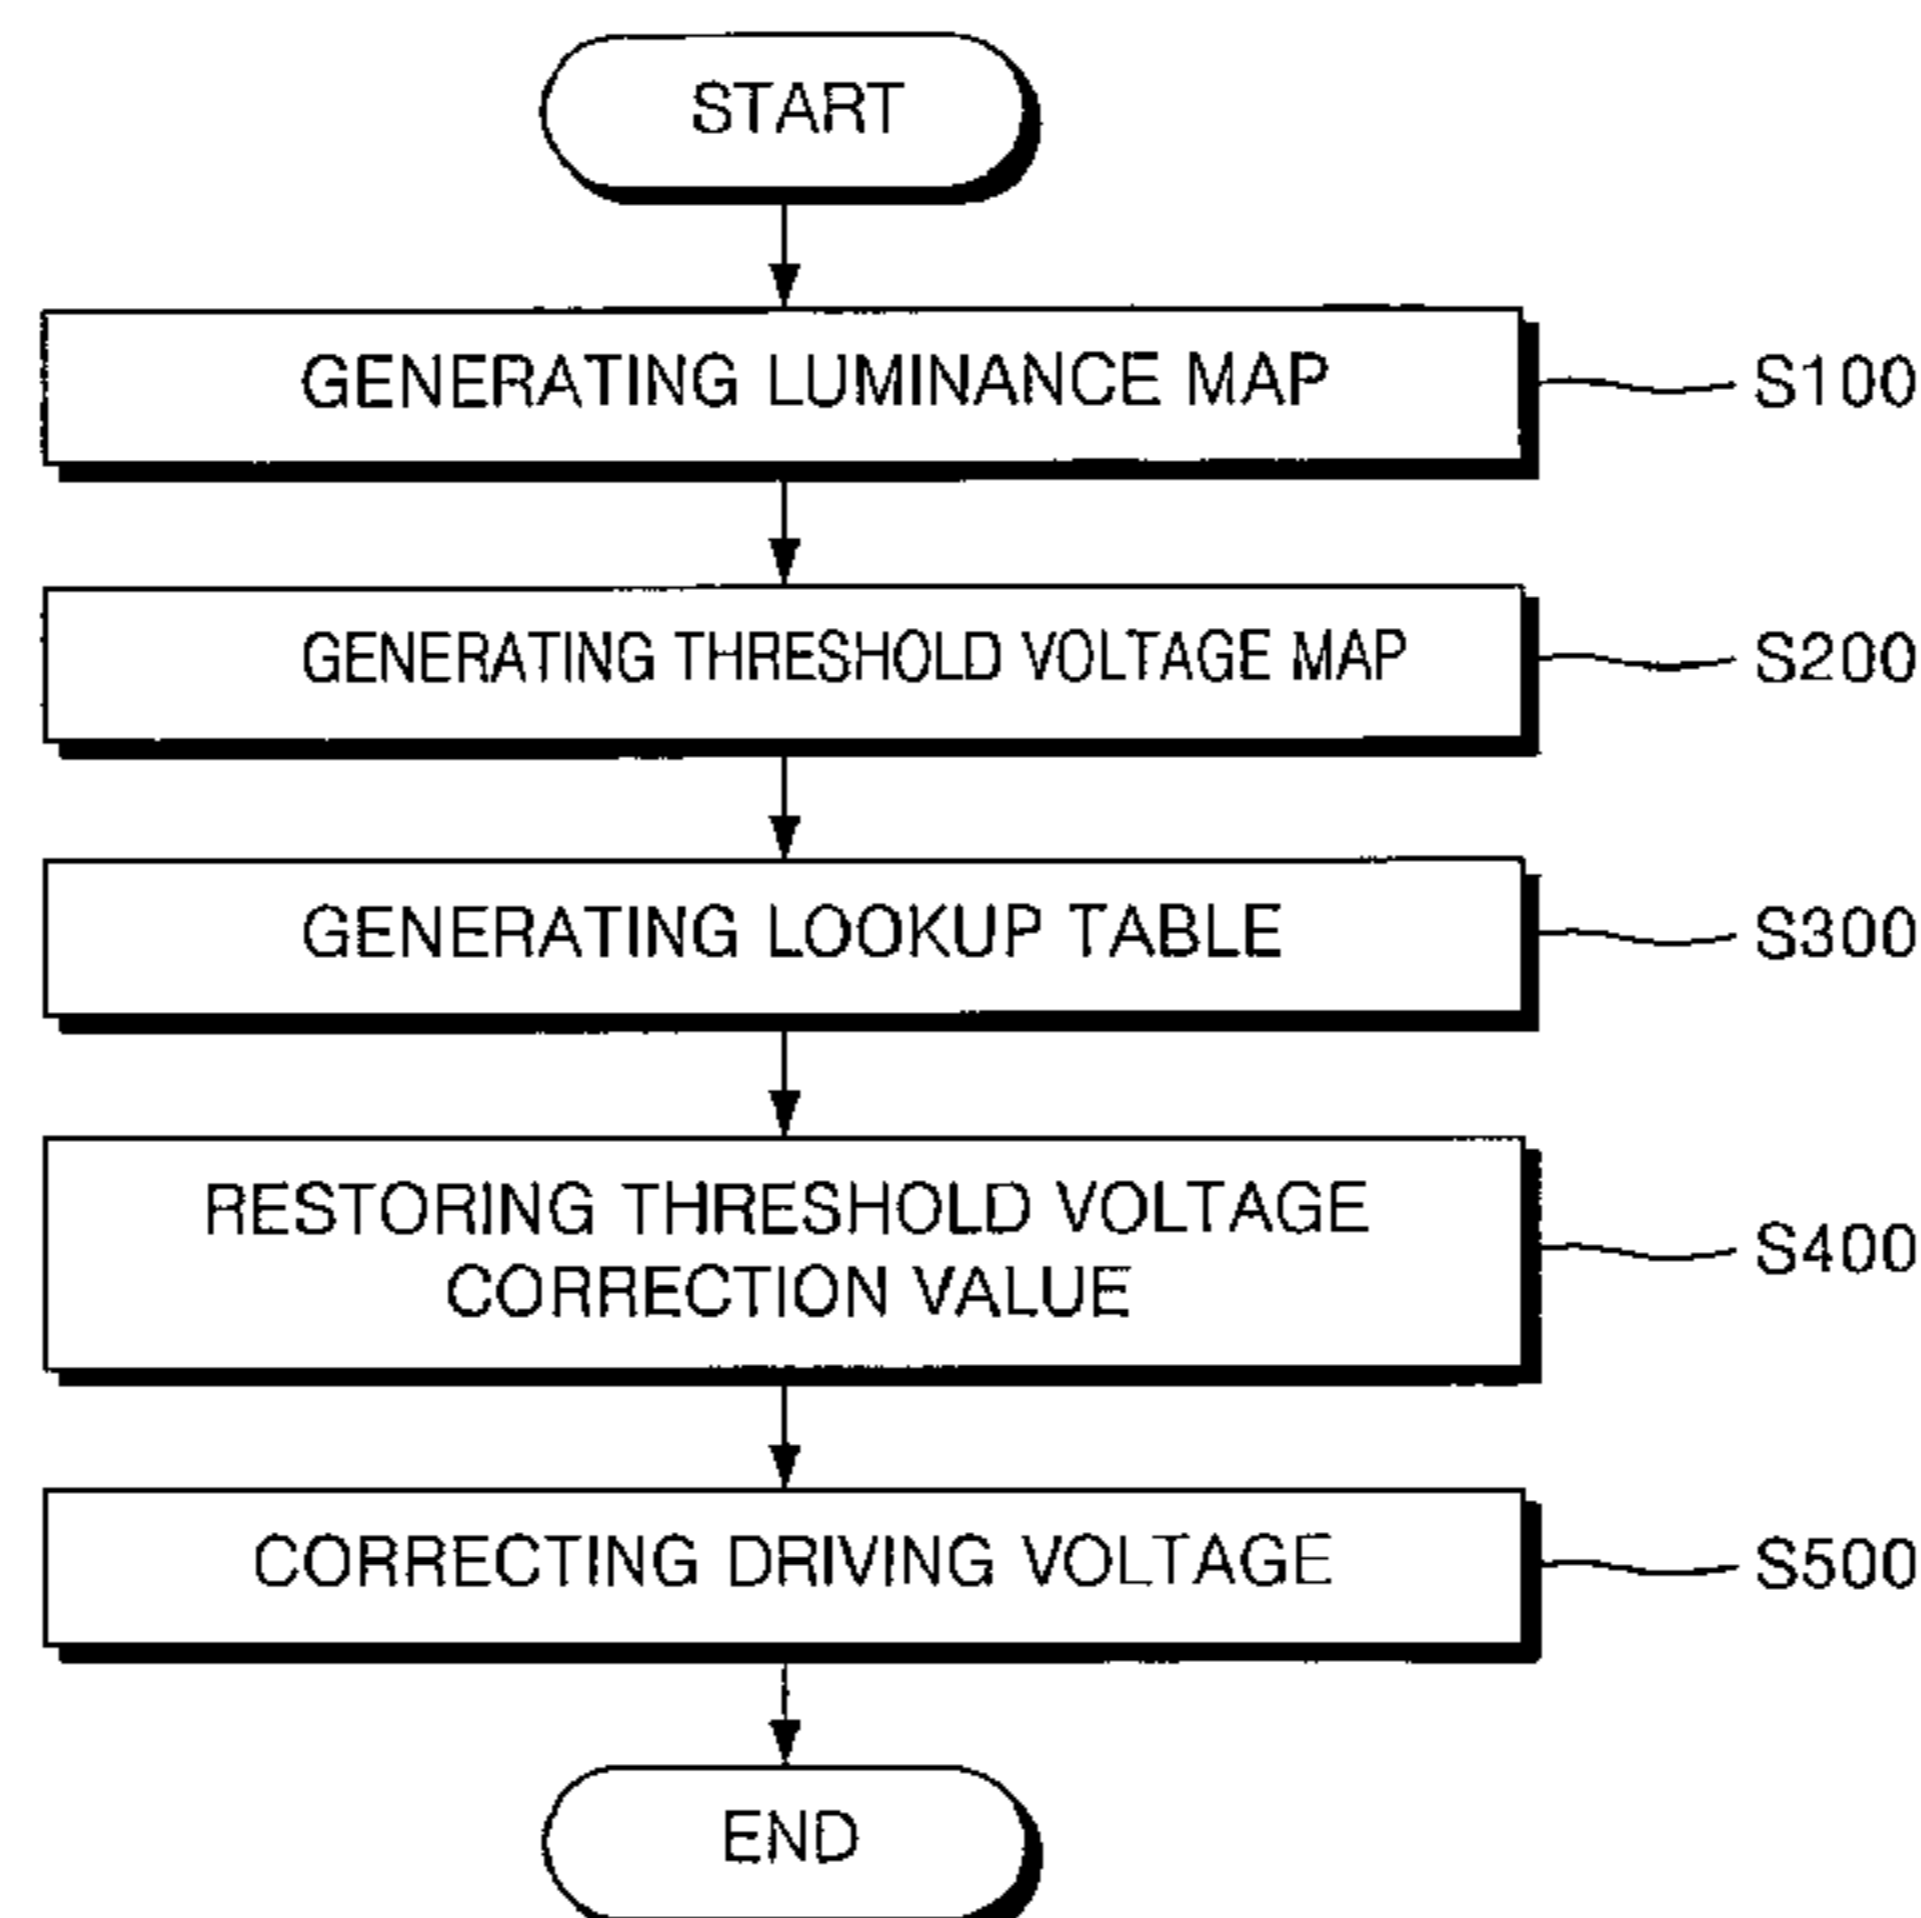 START
GENERATING LUMINANCE MAP
S100
GENERATING THRESHOLD VOLTAGE MAP
S200
GENERATING LOOKUP TABLE
S300
RESTORING THRESHOLD VOLTAGE
CORRECTION VALUE
S400
CORRECTING DRIVING VOLTAGE
S500
END